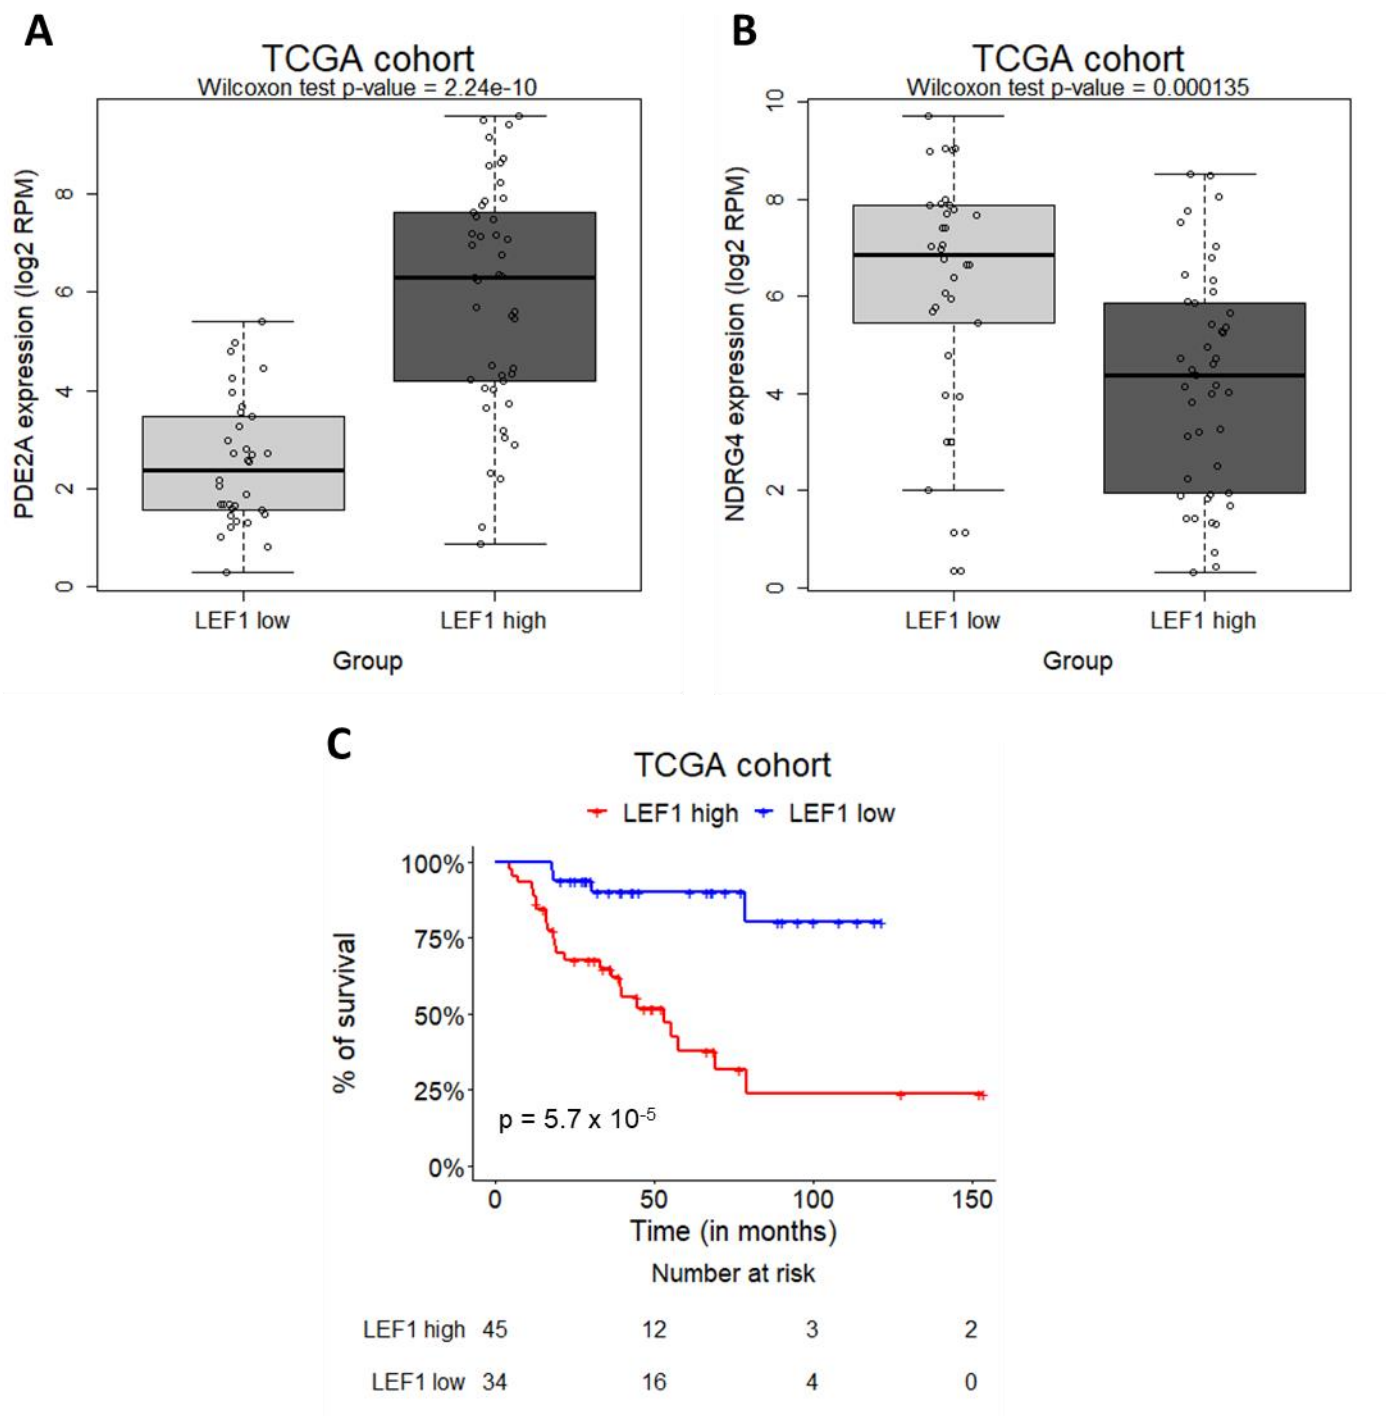 A
TCGA cohort
Wilcoxon test p-value = 2.24e-10
PDE2A expression (log2 RPM)
8
6
4
2
0
LEF1 low LEF1 high
Group
B
TCGA cohort
Wilcoxon test p-value = 0.000135
NDRG4 expression (log2 RPM)
10
8
6
4
2
0
LEF1 low LEF1 high
Group
C
TCGA cohort
LEF1 high LEF1 low
% of survival
100%
75%
50%
25%
0%
p = 5.7 x 10-5
0 50 100 150
Time (in months)
Number at risk
LEF1 high 45 12 3 2
LEF1 low 34 16 4 0